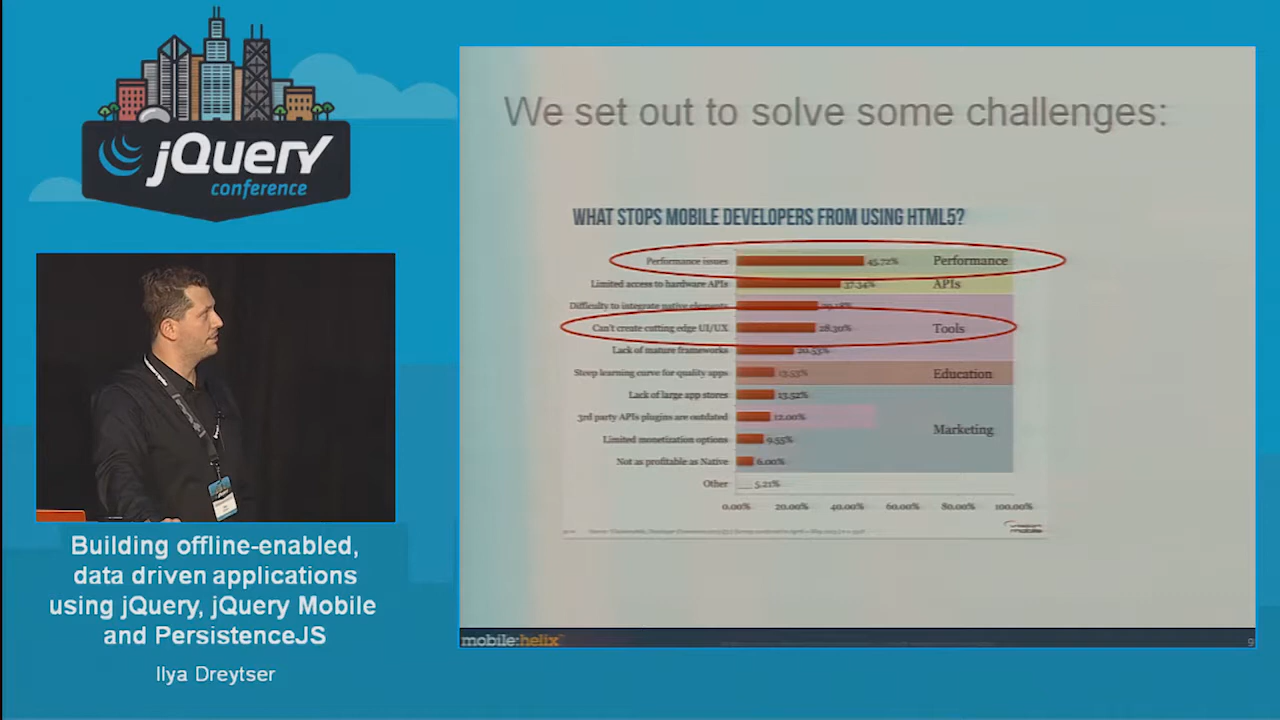 jQuery
conference
Building offline-enabled,
data driven applications
using jQuery, jQuery Mobile
and PersistenceJS
Ilya Dreytser
We set out to solve some challenges:
WHAT STOPS MOBILE DEVELOPERS FROM USING HTML5?
Performance issues 45.72% Performance
Limited access to hardware APIs 37.34% APIs
Difficulty to integrate native elements 29.18%
Can't create cutting edge UI/UX 28.30% Tools
Lack of mature frameworks 20.53%
Steep learning curve for quality apps 13.53% Education
Lack of large app stores 13.52%
3rd party APIs plugins are outdated 12.00%
Marketing
Limited monetization options 9.55%
Not as profitable as Native 6.00%
Other 5.21%
0.00% 20.00% 40.00% 60.00% 80.00% 100.00%
mobile:helix
9